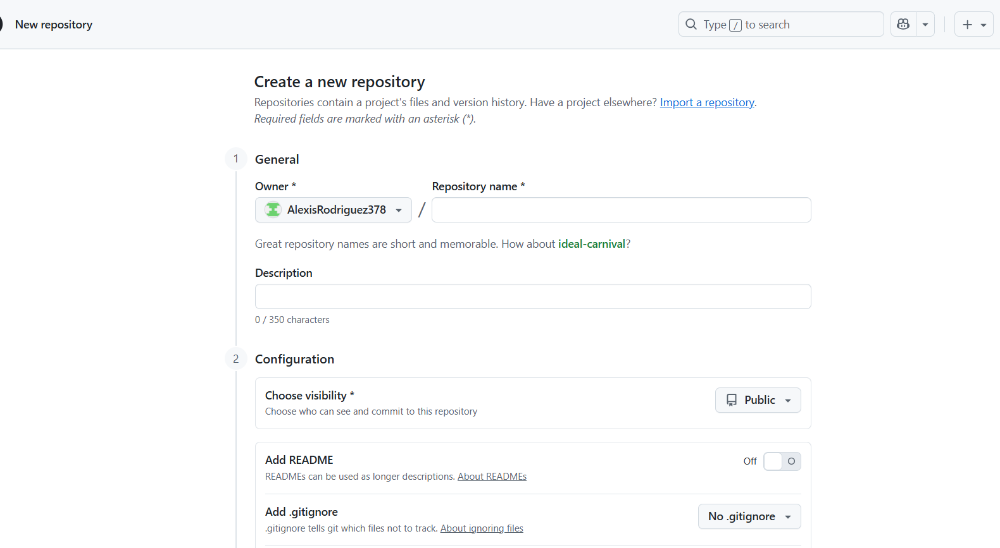 New repository
Type / to search
Create a new repository
Repositories contain a project's files and version history. Have a project elsewhere? Import a repository.
Required fields are marked with an asterisk (*).
1 General
Owner * Repository name *
AlexisRodriguez378 /
Great repository names are short and memorable. How about ideal-carnival?
Description
0 / 350 characters
2 Configuration
Choose visibility *
Choose who can see and commit to this repository
Public
Add README
READMEs can be used as longer descriptions. About READMEs
Off
Add .gitignore
.gitignore tells git which files not to track. About ignoring files
No .gitignore